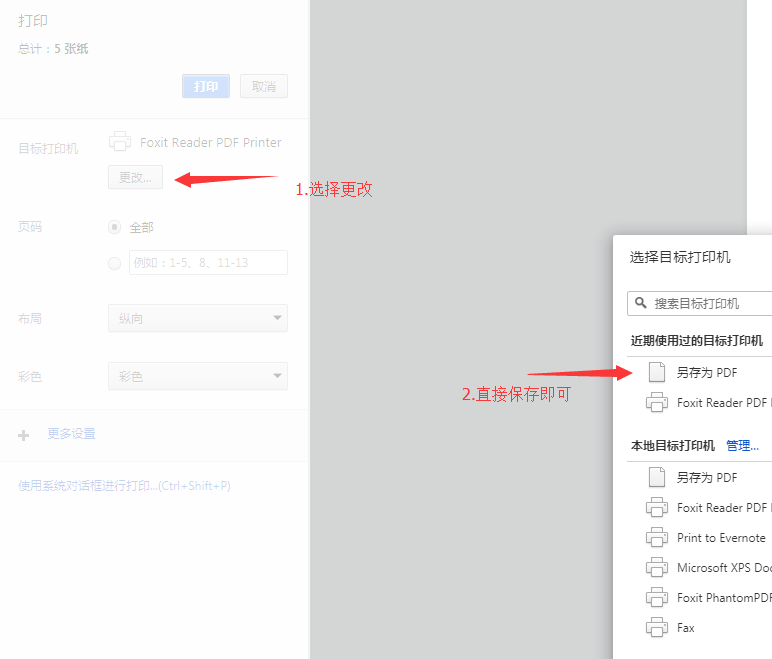 打印
总计：5 张纸
打印
取消
目标打印机
Foxit Reader PDF Printer
更改...
1.选择更改
页码
全部
例如：1-5、8、11-13
布局
纵向
彩色
彩色
更多设置
使用系统对话框进行打印...(Ctrl+Shift+P)
选择目标打印机
搜索目标打印机
近期使用过的目标打印机
另存为 PDF
2.直接保存即可
Foxit Reader PDF
本地目标打印机 管理...
另存为 PDF
Foxit Reader PDF
Print to Evernote
Microsoft XPS Doc
Foxit PhantomPDF
Fax